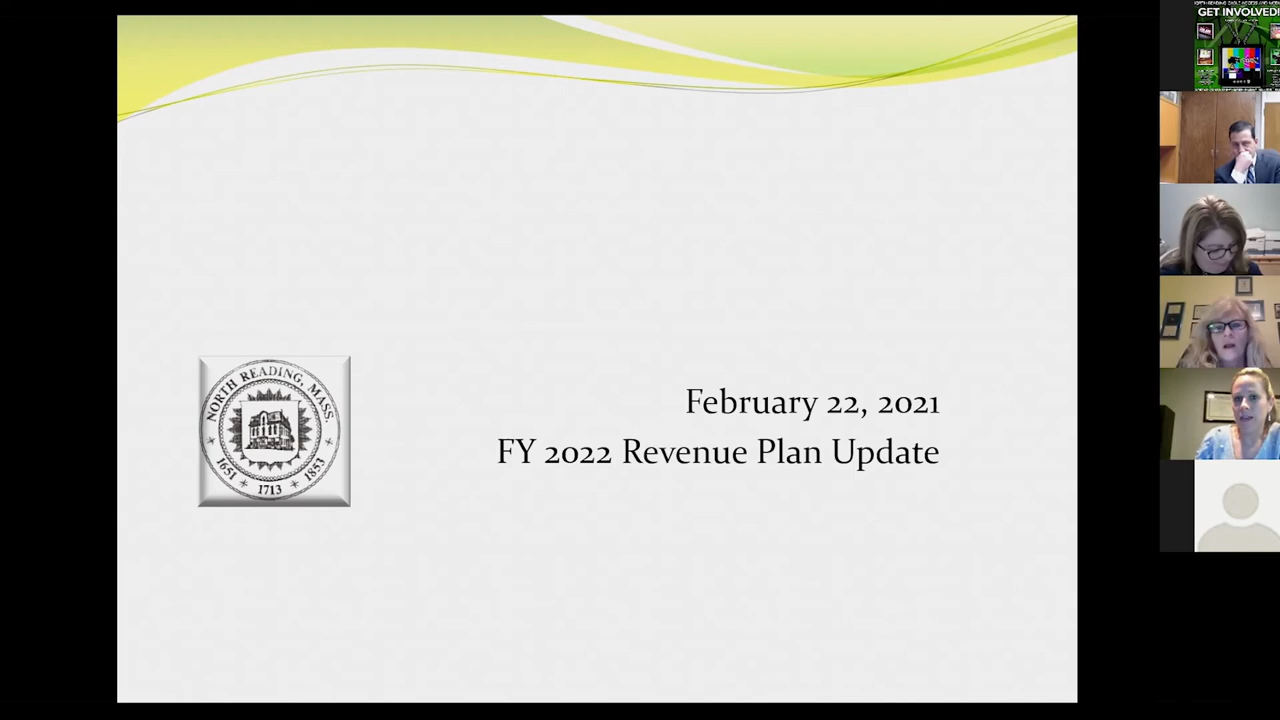 GET INVOLVED!
NORTH READING, MASS.
1651 1713 1853
February 22, 2021
FY 2022 Revenue Plan Update